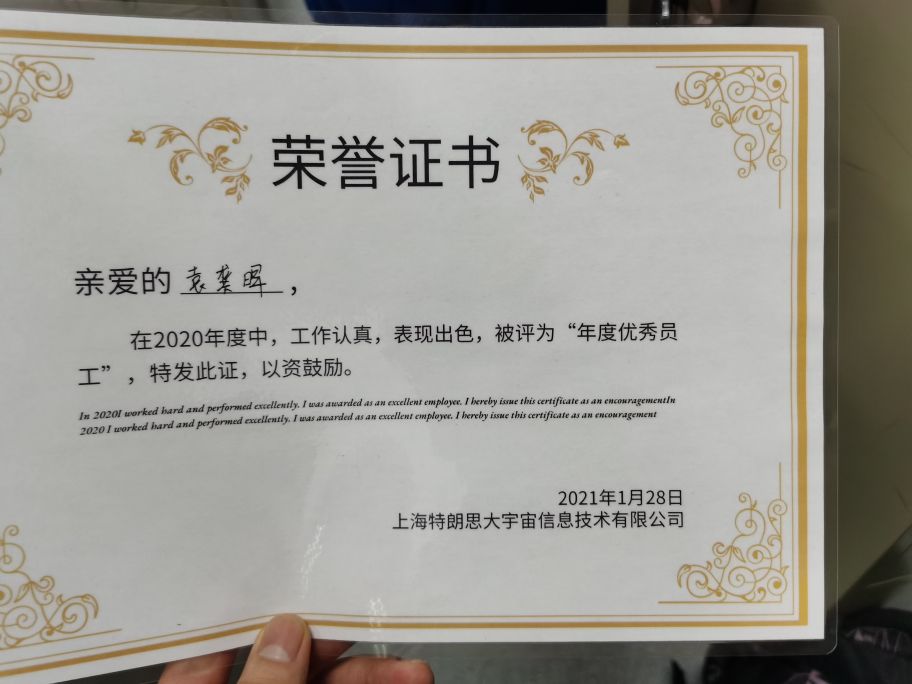 荣誉证书
亲爱的 袁龚晖，
在2020年度中，工作认真，表现出色，被评为“年度优秀员
工”，特发此证，以资鼓励。
In 2020I worked hard and performed excellently. I was awarded as an excellent employee. I hereby issue this certificate as an encouragementIn
2020 I worked hard and performed excellently. I was awarded as an excellent employee. I hereby issue this certificate as an encouragement
2021年1月28日
上海特朗思大宇宙信息技术有限公司